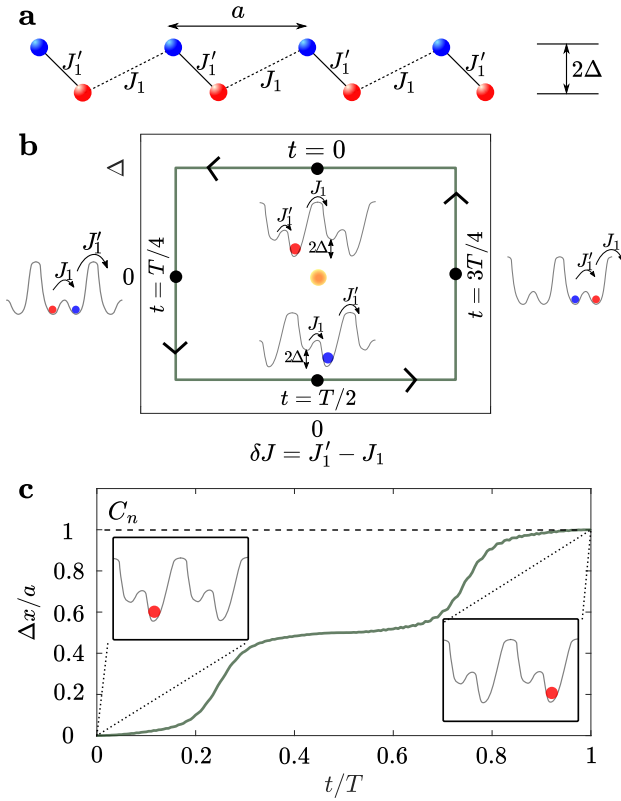 a
a
J′₁ J₁ J′₁ J₁ J′₁ J₁ J′₁
2Δ
b
Δ
t = 0
J₁
J′₁
2Δ
J′₁
J₁
0
t = T/4
t = 3T/4
J₁
J′₁
J′₁
J₁
2Δ
t = T/2
0
δJ = J′₁ − J₁
c
Cₙ
1
0.8
0.6
0.4
0.2
0
Δx/a
0 0.2 0.4 0.6 0.8 1
t/T